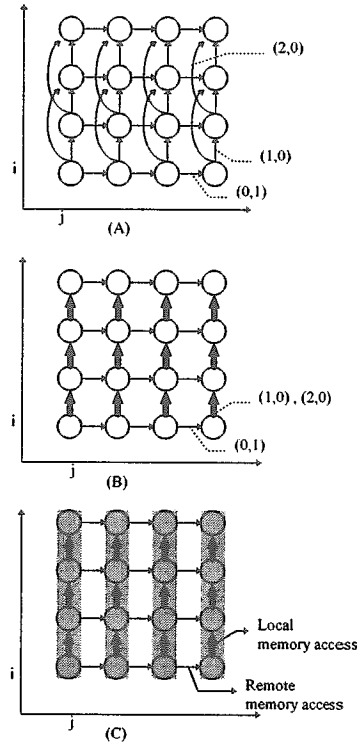 (2,0)
(1,0)
i
(0,1)
j
(A)
(1,0) , (2,0)
i
(0,1)
j
(B)
Local
memory access
i
Remote
memory access
j
(C)